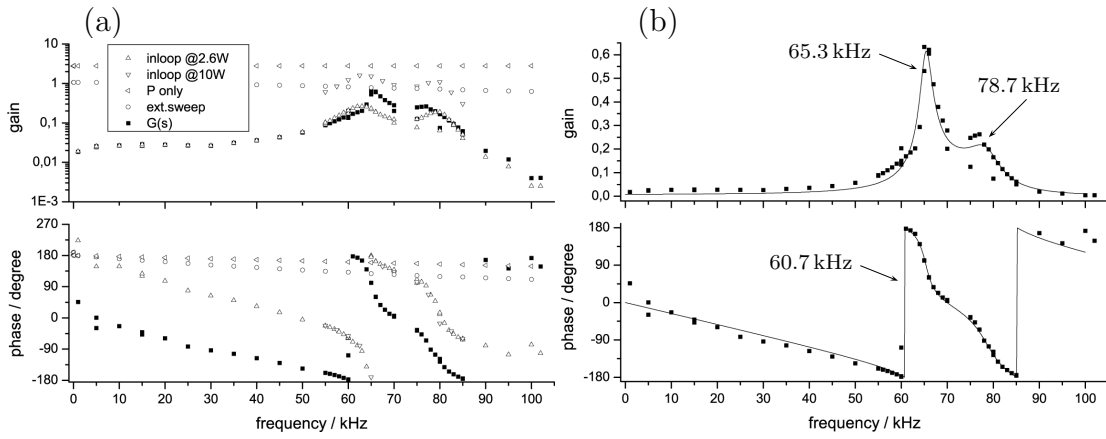 (a)
inloop @2.6W
inloop @10W
P only
ext.sweep
G(s)
gain
10
1
0,1
0,01
1E-3
phase / degree
270
180
90
0
-90
-180
0 10 20 30 40 50 60 70 80 90 100
frequency / kHz
(b)
65.3 kHz
78.7 kHz
gain
0,6
0,5
0,4
0,3
0,2
0,1
0,0
60.7 kHz
phase / degree
180
90
0
-90
-180
0 10 20 30 40 50 60 70 80 90 100
frequency / kHz